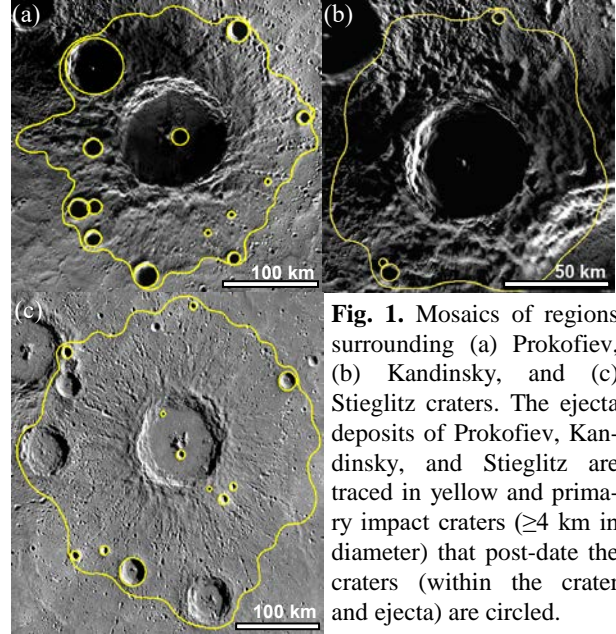 (a)
(b)
100 km
50 km
(c)
100 km
Fig. 1. Mosaics of regions
surrounding (a) Prokofiev,
(b) Kandinsky, and (c)
Stieglitz craters. The ejecta
deposits of Prokofiev, Kan-
dinsky, and Stieglitz are
traced in yellow and prima-
ry impact craters (≥4 km in
diameter) that post-date the
craters (within the crater
and ejecta) are circled.